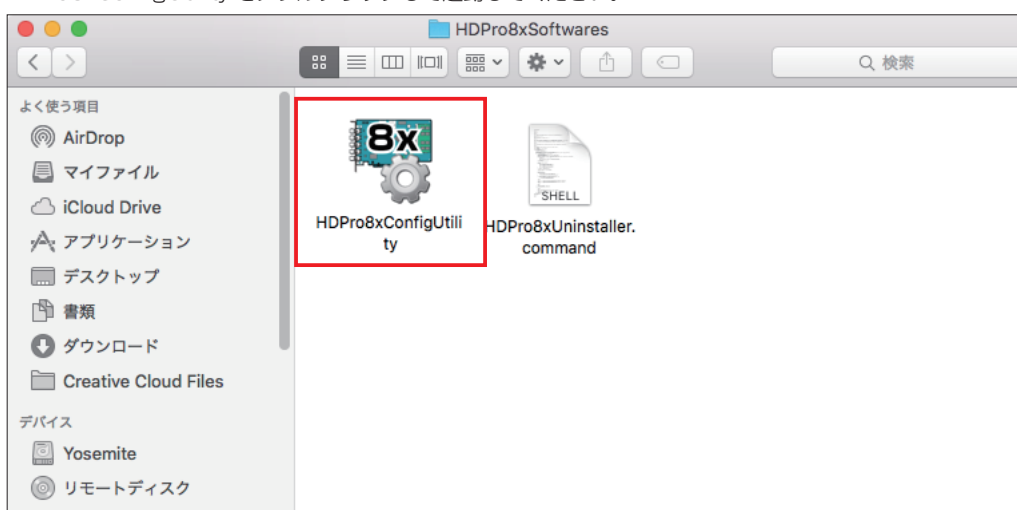 HDPro8xSoftwares
検索
よく使う項目
AirDrop
マイファイル
iCloud Drive
アプリケーション
デスクトップ
書類
ダウンロード
Creative Cloud Files
デバイス
Yosemite
リモートディスク
8x
HDPro8xConfigUtili
ty
SHELL
HDPro8xUninstaller.
command